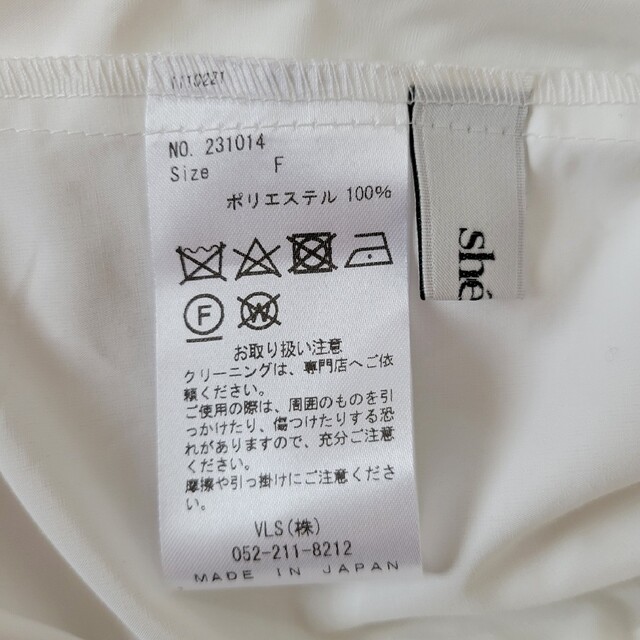 NO. 231014
Size F
ポリエステル 100%
F
W
お取り扱い注意
クリーニングは、専門店へご依
頼ください。
ご使用の際は、周囲のものを引
っかけたり、傷つけたりする恐
れがありますので、充分ご注意
ください。
摩擦や引っ掛けにご注意ください。
VLS(株)
052-211-8212
MADE IN JAPAN
shé